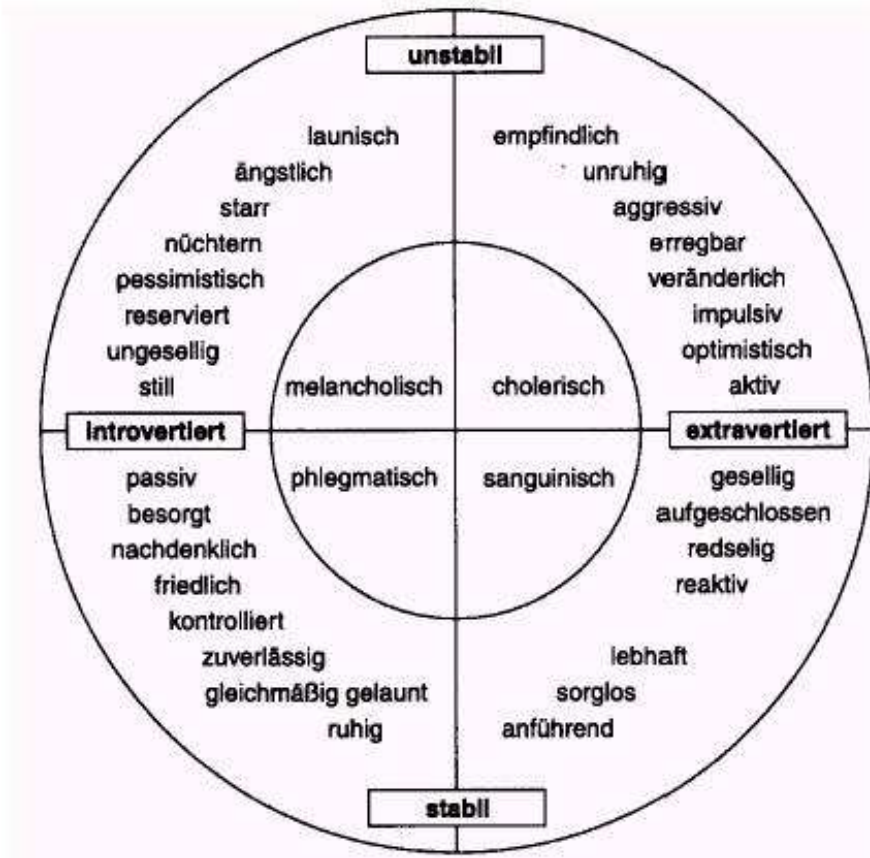 unstabil
launisch empfindlich
ängstlich unruhig
starr aggressiv
nüchtern erregbar
pessimistisch veränderlich
reserviert impulsiv
ungesellig optimistisch
still aktiv
melancholisch cholerisch
introvertiert extravertiert
phlegmatisch sanguinisch
passiv gesellig
besorgt aufgeschlossen
nachdenklich redselig
friedlich reaktiv
kontrolliert
zuverlässig lebhaft
gleichmäßig gelaunt sorglos
ruhig anführend
stabil